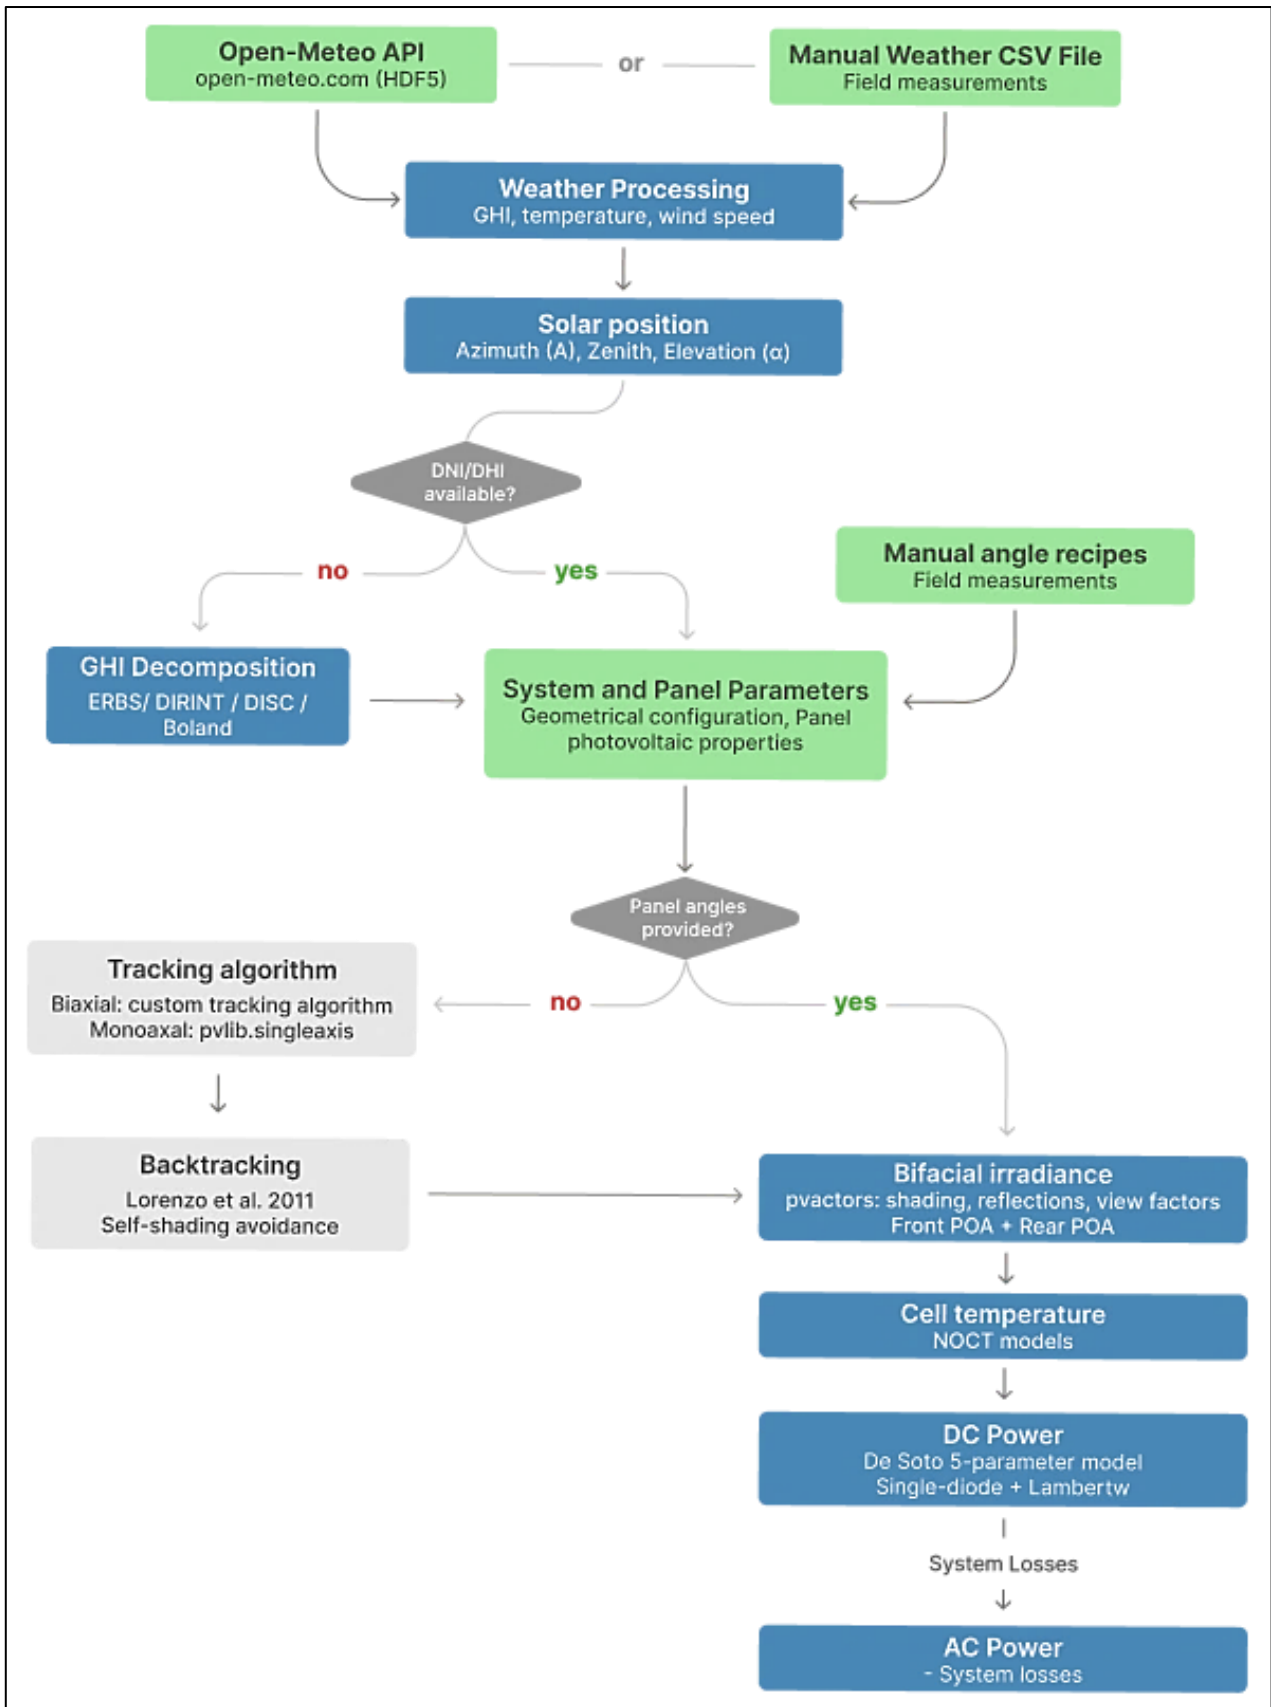 Open-Meteo API
open-meteo.com (HDF5)
or
Manual Weather CSV File
Field measurements
Weather Processing
GHI, temperature, wind speed
Solar position
Azimuth (A), Zenith, Elevation (α)
DNI/DHI
available?
no
yes
Manual angle recipes
Field measurements
GHI Decomposition
ERBS/ DIRINT / DISC /
Boland
System and Panel Parameters
Geometrical configuration, Panel
photovoltaic properties
Panel angles
provided?
no
yes
Tracking algorithm
Biaxial: custom tracking algorithm
Monoaxal: pvlib.singleaxis
Backtracking
Lorenzo et al. 2011
Self-shading avoidance
Bifacial irradiance
pvactors: shading, reflections, view factors
Front POA + Rear POA
Cell temperature
NOCT models
DC Power
De Soto 5-parameter model
Single-diode + Lambertw
System Losses
AC Power
- System losses